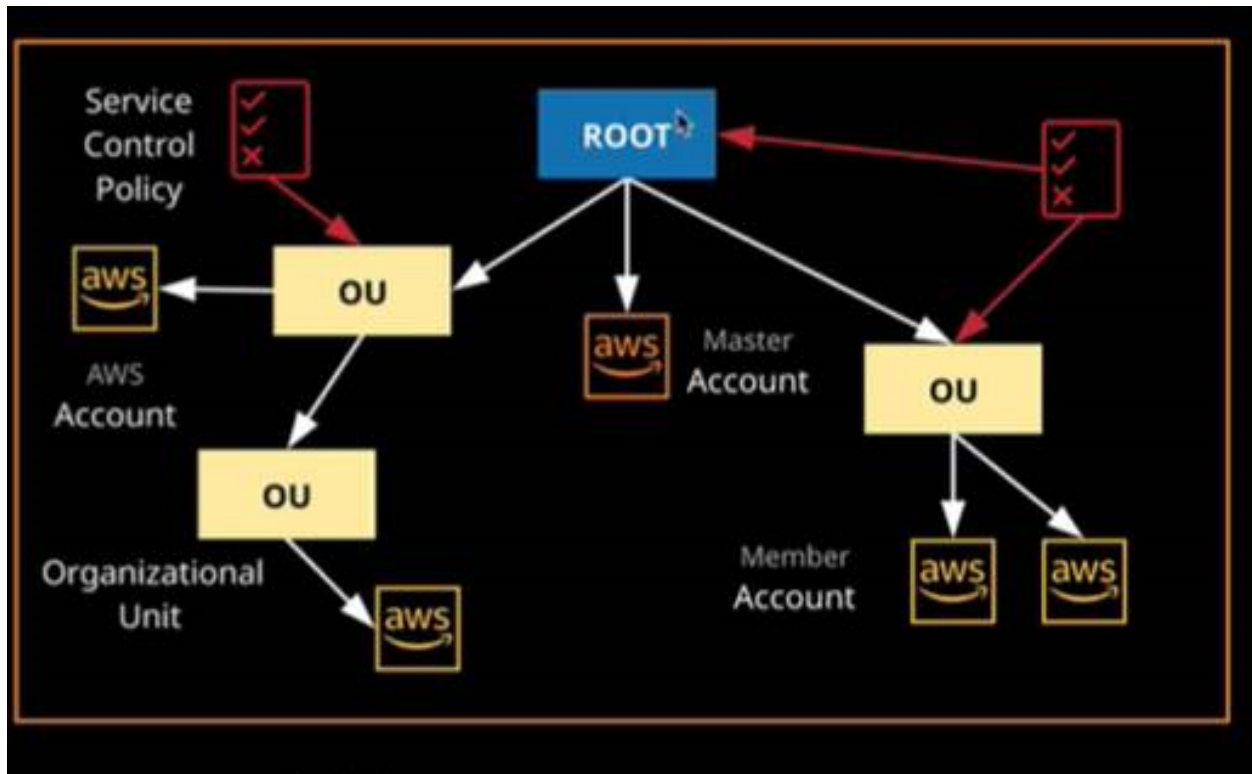 Service
Control
Policy
ROOT
aws
OU
AWS
Account
aws
Master
Account
OU
OU
Organizational
Unit
aws
Member
Account
aws
aws